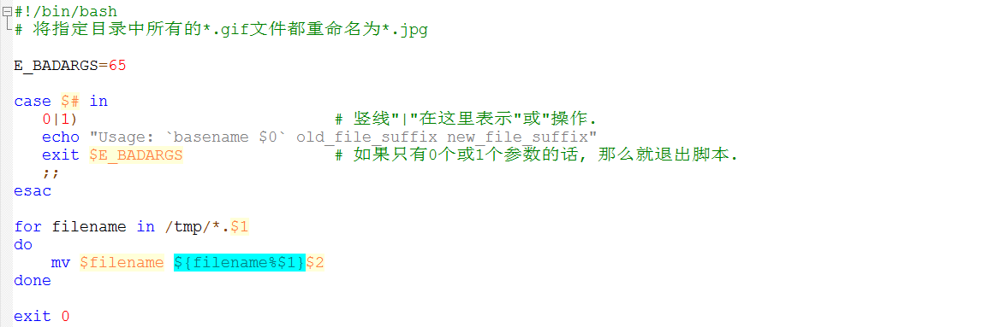 #!/bin/bash
# 将指定目录中所有的*.gif文件都重命名为*.jpg
E_BADARGS=65
case $# in
0|1) # 竖线"|"在这里表示"或"操作.
echo "Usage: `basename $0` old_file_suffix new_file_suffix"
exit $E_BADARGS # 如果只有0个或1个参数的话, 那么就退出脚本.
;;
esac
for filename in /tmp/*.$1
do
mv $filename ${filename%$1}$2
done
exit 0